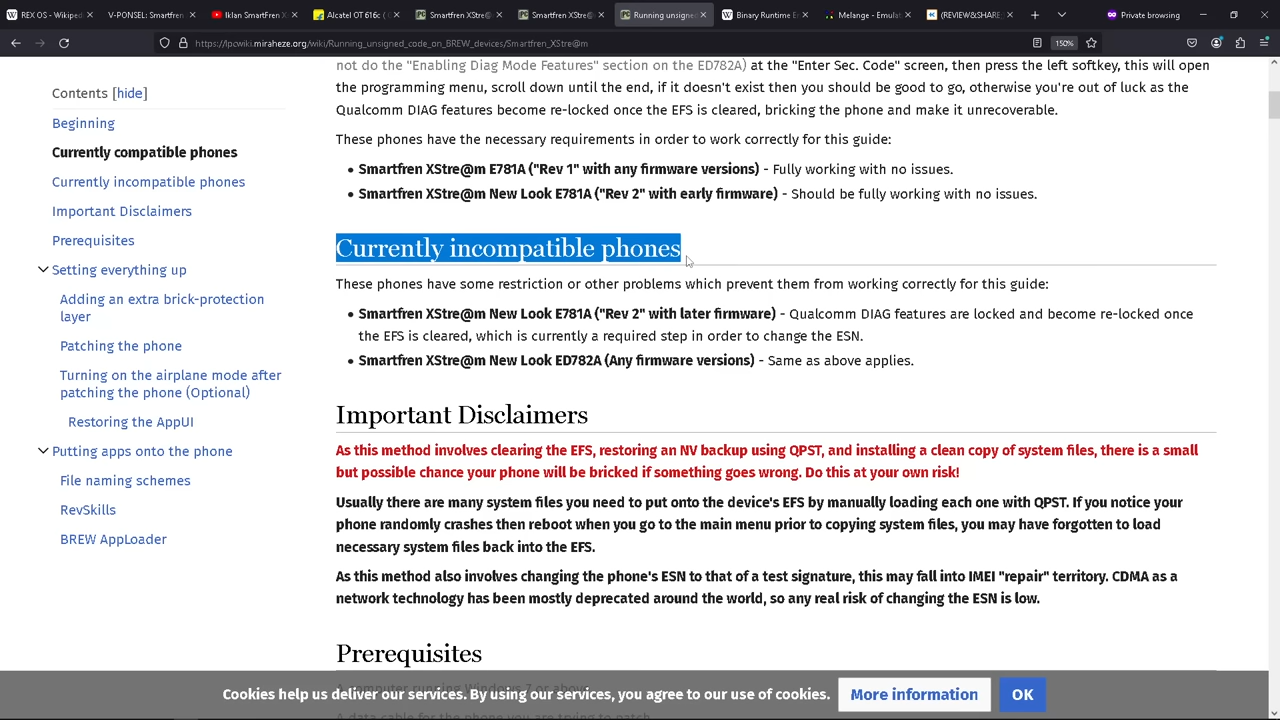 REX OS - Wikiped
V-PONSEL: Smartfren
Iklan SmartFren X
Alcatel OT 616c (
Smartfren XStre@
Smartfren XStre@
Running unsigne
Binary Runtime E
Melange - Emulat
(REVIEW&SHARE
Private browsing
https://lpcwiki.miraheze.org/wiki/Running_unsigned_code_on_BREW_devices/Smartfren_XStre@m
150%
Contents [hide]
Beginning
Currently compatible phones
Currently incompatible phones
Important Disclaimers
Prerequisites
Setting everything up
Adding an extra brick-protection
layer
Patching the phone
Turning on the airplane mode after
patching the phone (Optional)
Restoring the AppUI
Putting apps onto the phone
File naming schemes
RevSkills
BREW AppLoader
not do the "Enabling Diag Mode Features" section on the ED782A) at the "Enter Sec. Code" screen, then press the left softkey, this will open
the programming menu, scroll down until the end, if it doesn't exist then you should be good to go, otherwise you're out of luck as the
Qualcomm DIAG features become re-locked once the EFS is cleared, bricking the phone and make it unrecoverable.
These phones have the necessary requirements in order to work correctly for this guide:
• Smartfren XStre@m E781A ("Rev 1" with any firmware versions) - Fully working with no issues.
• Smartfren XStre@m New Look E781A ("Rev 2" with early firmware) - Should be fully working with no issues.
Currently incompatible phones
These phones have some restriction or other problems which prevent them from working correctly for this guide:
• Smartfren XStre@m New Look E781A ("Rev 2" with later firmware) - Qualcomm DIAG features are locked and become re-locked once
the EFS is cleared, which is currently a required step in order to change the ESN.
• Smartfren XStre@m New Look ED782A (Any firmware versions) - Same as above applies.
Important Disclaimers
As this method involves clearing the EFS, restoring an NV backup using QPST, and installing a clean copy of system files, there is a small
but possible chance your phone will be bricked if something goes wrong. Do this at your own risk!
Usually there are many system files you need to put onto the device's EFS by manually loading each one with QPST. If you notice your
phone randomly crashes then reboot when you go to the main menu prior to copying system files, you may have forgotten to load
necessary system files back into the EFS.
As this method also involves changing the phone's ESN to that of a test signature, this may fall into IMEI "repair" territory. CDMA as a
network technology has been mostly deprecated around the world, so any real risk of changing the ESN is low.
Prerequisites
A computer running Windows 7 or above
A data cable for the phone you are trying to patch
Cookies help us deliver our services. By using our services, you agree to our use of cookies.
More information
OK